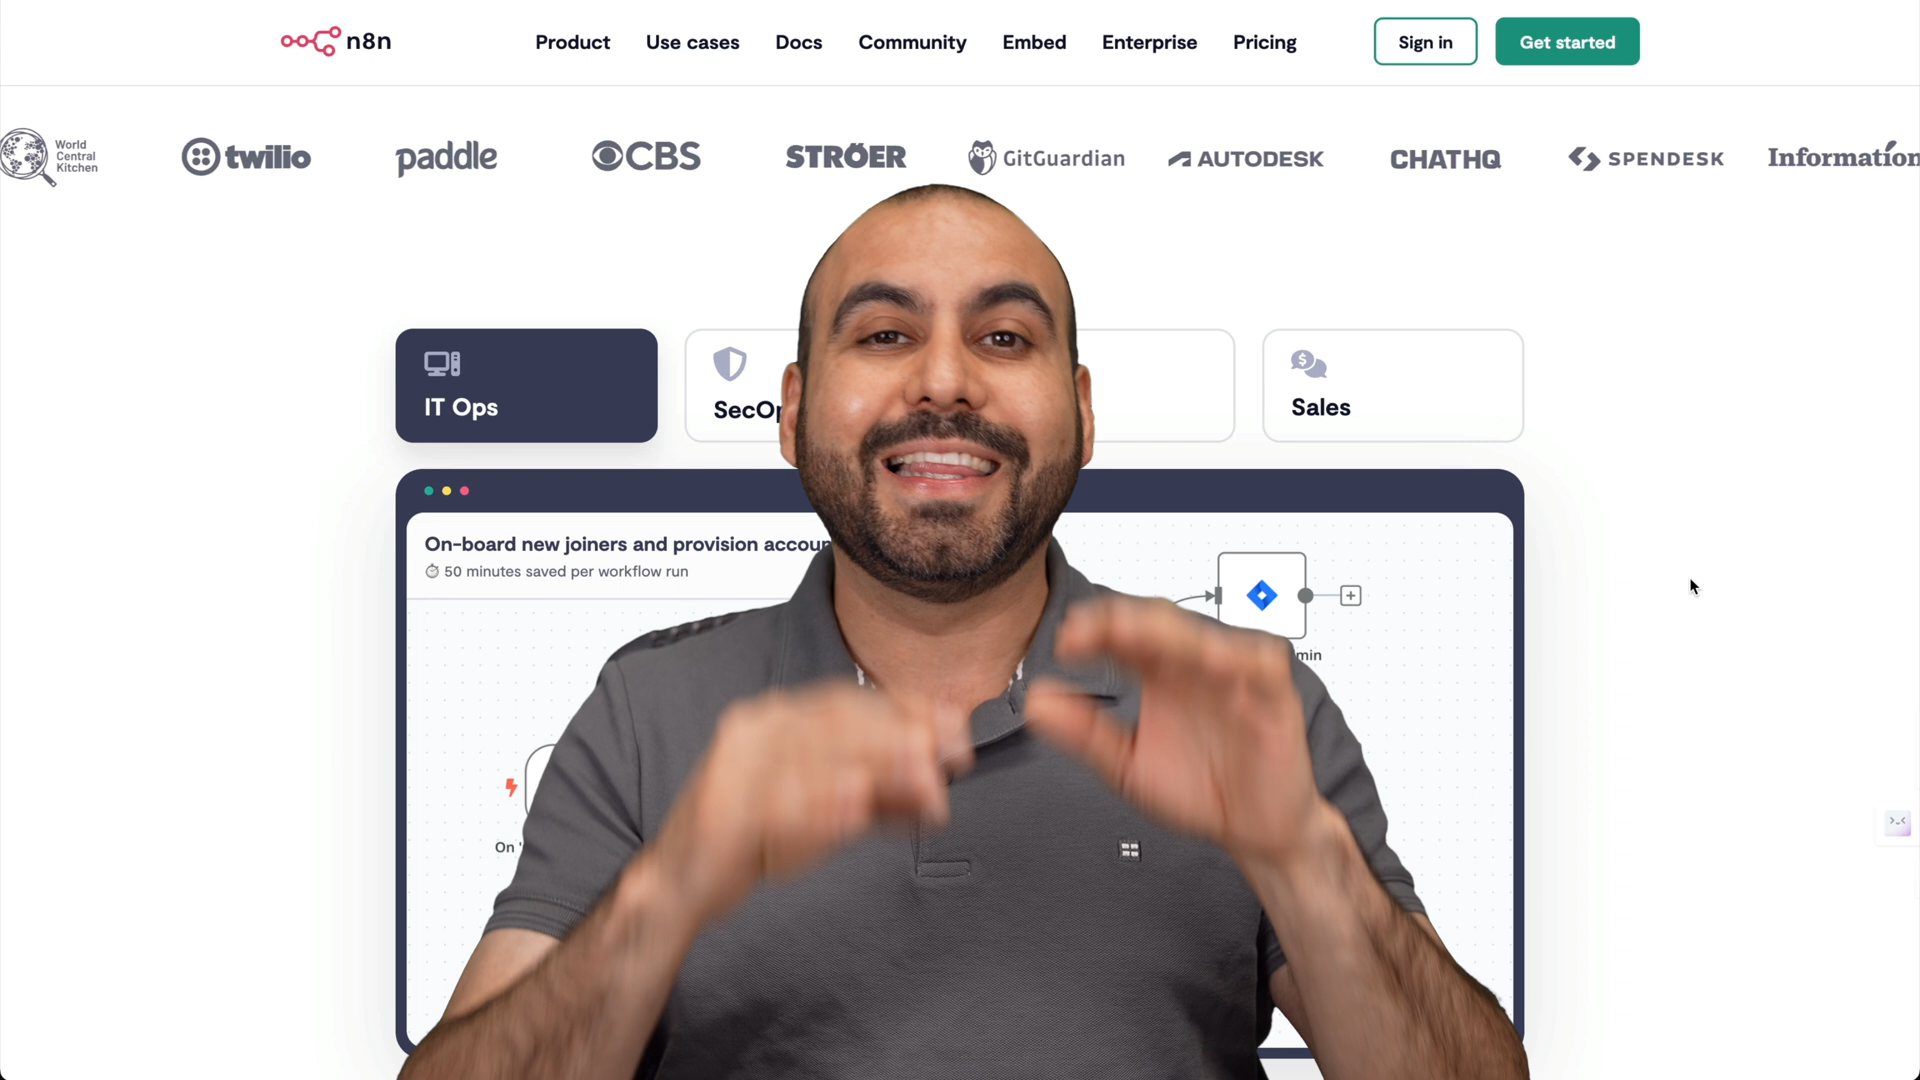 n8n
Product
Use cases
Docs
Community
Embed
Enterprise
Pricing
Sign in
Get started
World
Central
Kitchen
twilio
paddle
CBS
STRÖER
GitGuardian
AUTODESK
CHATHQ
SPENDESK
Information
IT Ops
SecOp
Sales
On-board new joiners and provision accoun
50 minutes saved per workflow run
min
On '